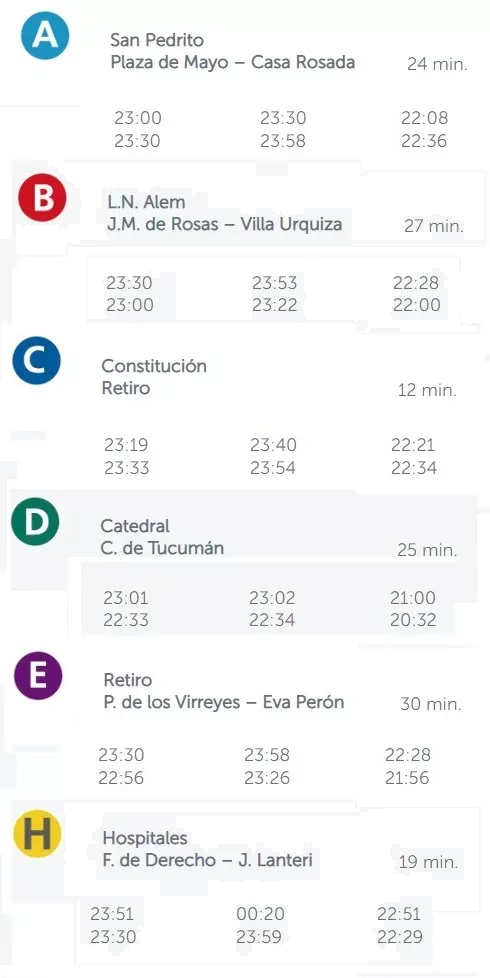 A
San Pedrito
Plaza de Mayo – Casa Rosada 24 min.
23:00 23:30 22:08
23:30 23:58 22:36
B
L.N. Alem
J.M. de Rosas – Villa Urquiza 27 min.
23:30 23:53 22:28
23:00 23:22 22:00
C
Constitución
Retiro 12 min.
23:19 23:40 22:21
23:33 23:54 22:34
D
Catedral
C. de Tucumán 25 min.
23:01 23:02 21:00
22:33 22:34 20:32
E
Retiro
P. de los Virreyes – Eva Perón 30 min.
23:30 23:58 22:28
22:56 23:26 21:56
H
Hospitales
F. de Derecho – J. Lanteri 19 min.
23:51 00:20 22:51
23:30 23:59 22:29